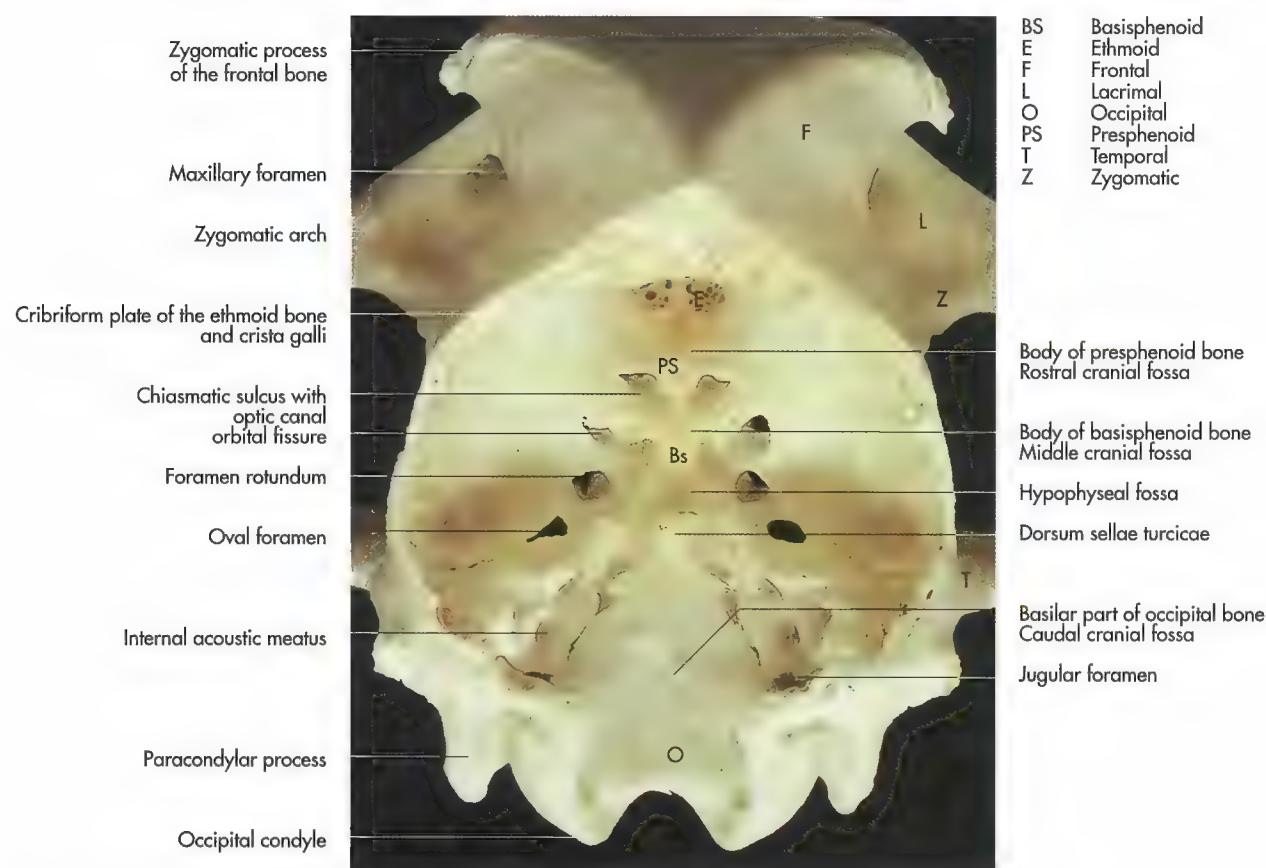 Zygomatic process
of the frontal bone
Maxillary foramen
Zygomatic arch
Cribriform plate of the ethmoid bone
and crista galli
Chiasmatic sulcus with
optic canal
orbital fissure
Foramen rotundum
Oval foramen
Internal acoustic meatus
Paracondylar process
Occipital condyle
F
L
E
Z
PS
Bs
T
O
BS Basisphenoid
E Ethmoid
F Frontal
L Lacrimal
O Occipital
PS Presphenoid
T Temporal
Z Zygomatic
Body of presphenoid bone
Rostral cranial fossa
Body of basisphenoid bone
Middle cranial fossa
Hypophyseal fossa
Dorsum sellae turcicae
Basilar part of occipital bone
Caudal cranial fossa
Jugular foramen